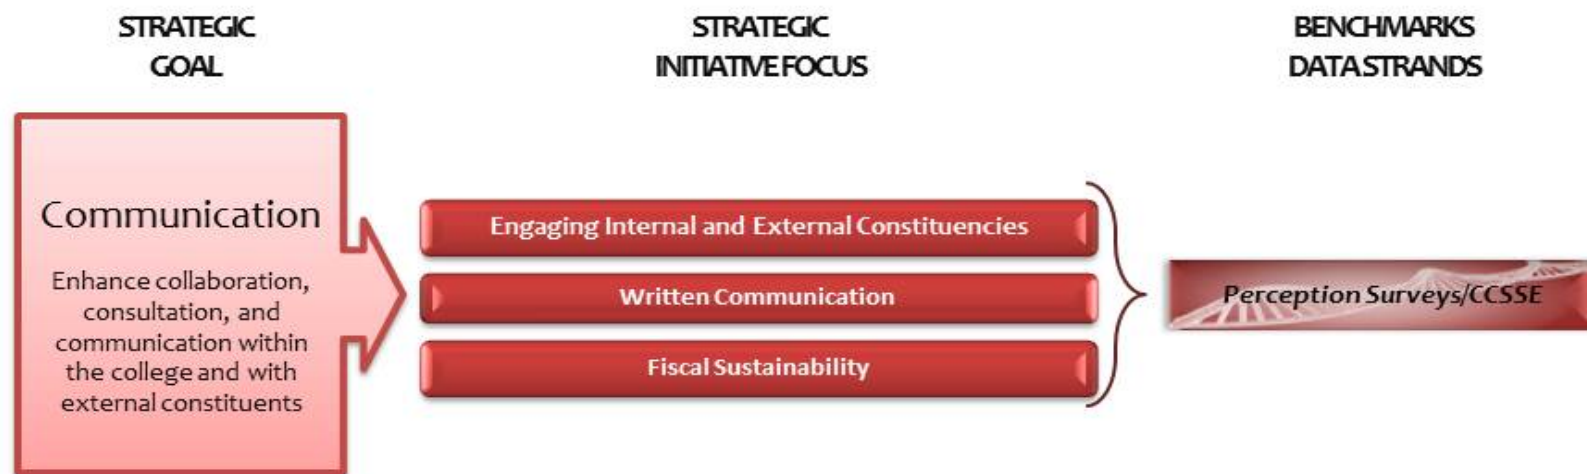 STRATEGIC
GOAL
STRATEGIC
INITIATIVE FOCUS
BENCHMARKS
DATA STRANDS
Communication
Enhance collaboration,
consultation, and
communication within
the college and with
external constituents
Engaging Internal and External Constituencies
Written Communication
Fiscal Sustainability
Perception Surveys/CCSSE